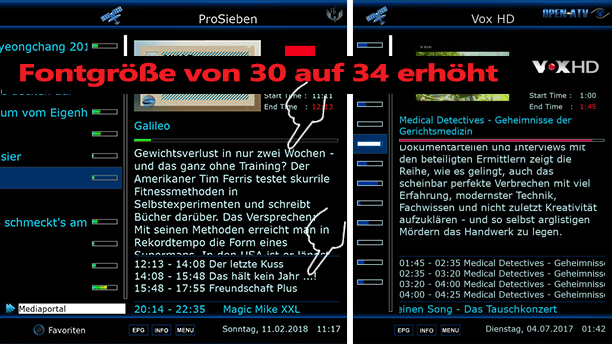 ProSieben
yeongchang 201
Fontgröße von 30 auf 34 erhöht
Start Time : 11:11
End Time : 12:13
um vom Eigenh
Galileo
sier
Gewichtsverlust in nur zwei Wochen -
und das ganz ohne Training? Der
Amerikaner Tim Ferris testet skurrile
Fitnessmethoden in
Selbstexperimenten und schreibt
Bücher darüber. Das Versprechen:
Mit seinen Methoden erreicht man in
Rekordtempo die Form eines
Supermans. In den USA ist er längst
schmeckt's am
12:13 - 14:08 Der letzte Kuss
14:08 - 15:48 Das hält kein Jahr ...!
15:48 - 17:55 Freundschaft Plus
Mediaportal
20:14 - 22:35 Magic Mike XXL
Favoriten
EPG INFO MENU
Sonntag, 11.02.2018 11:17
Vox HD
OPEN-ATV
VOXHD
Start Time : 1:00
End Time : 1:45
Medical Detectives - Geheimnisse der
Gerichtsmedizin
Dokumentarteilen und Interviews mit
den beteiligten Ermittlern zeigt die
Reihe, wie es gelingt, auch das
scheinbar perfekte Verbrechen mit viel
Erfahrung, modernster Technik,
Fachwissen und nicht zuletzt Kreativität
aufzuklären - und so selbst arglistigen
Mördern das Handwerk zu legen.
01:45 - 02:35 Medical Detectives - Geheimniss
02:35 - 03:20 Medical Detectives - Geheimniss
03:20 - 04:00 Medical Detectives - Geheimniss
04:00 - 04:25 Medical Detectives - Geheimniss
einen Song - Das Tauschkonzert
EPG INFO MENU
Dienstag, 04.07.2017 01:42